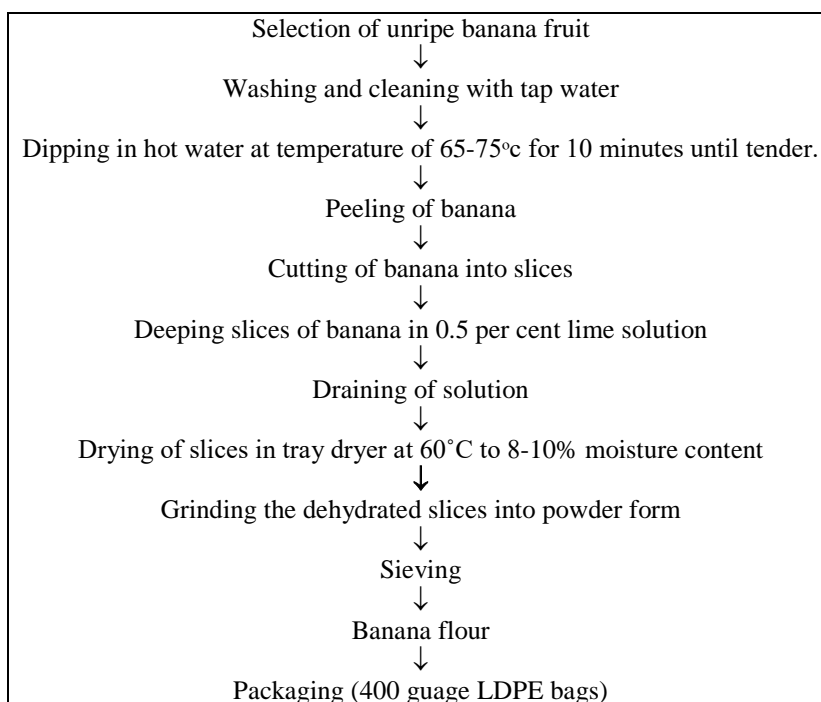 Selection of unripe banana fruit
↓
Washing and cleaning with tap water
↓
Dipping in hot water at temperature of 65-75ᵒc for 10 minutes until tender.
↓
Peeling of banana
↓
Cutting of banana into slices
↓
Deeping slices of banana in 0.5 per cent lime solution
↓
Draining of solution
↓
Drying of slices in tray dryer at 60˚C to 8-10% moisture content
↓
Grinding the dehydrated slices into powder form
↓
Sieving
↓
Banana flour
↓
Packaging (400 guage LDPE bags)